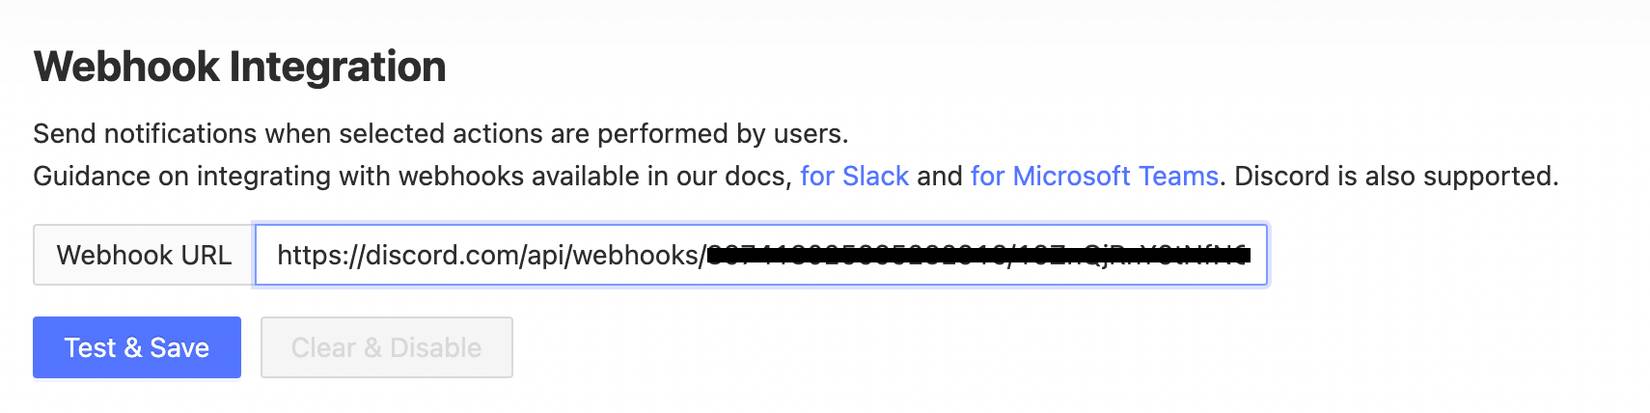 Webhook Integration
Send notifications when selected actions are performed by users.
Guidance on integrating with webhooks available in our docs, for Slack and for Microsoft Teams. Discord is also supported.
Webhook URL https://discord.com/api/webhooks/
Test & Save Clear & Disable